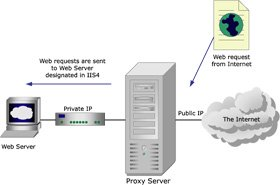 Web requests are sent
to Web Server
designated in IIS4
Web request
from Internet
Private IP
Public IP
The Internet
Web Server
Proxy Server